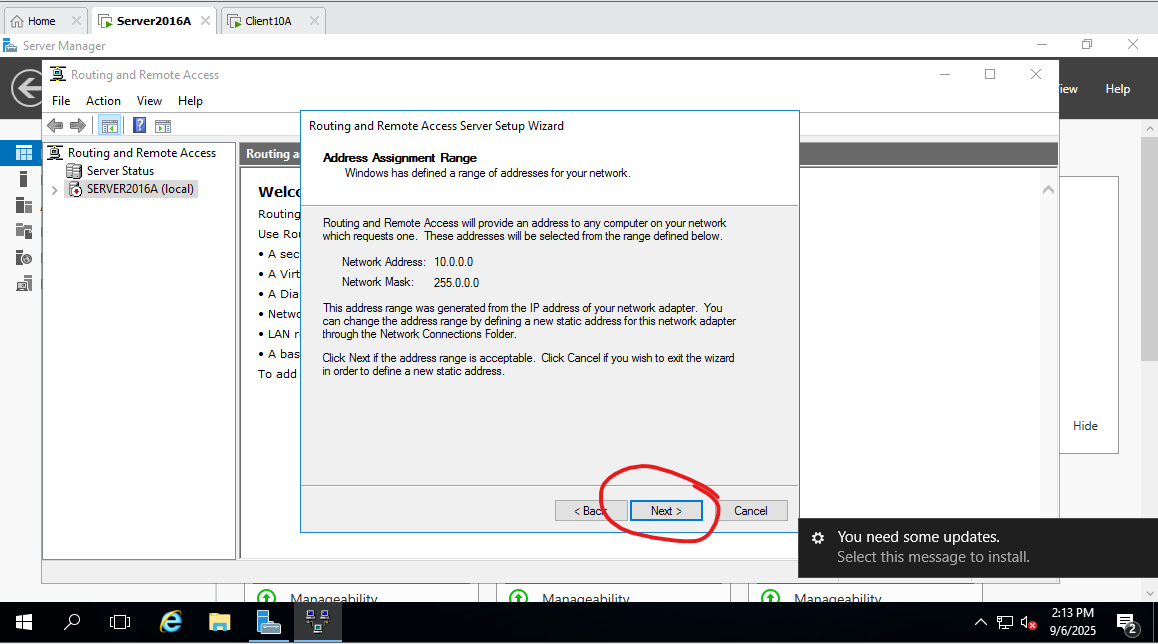 Home
Server2016A
Client10A
Server Manager
Routing and Remote Access
iew
Help
File Action View Help
Routing and Remote Access
Server Status
SERVER2016A (local)
Routing a
Welc
Routing
Use Rou
• A sec
• A Virt
• A Dia
• Netwo
• LAN r
• A bas
To add
Routing and Remote Access Server Setup Wizard
Address Assignment Range
Windows has defined a range of addresses for your network.
Routing and Remote Access will provide an address to any computer on your network
which requests one. These addresses will be selected from the range defined below.
Network Address: 10.0.0.0
Network Mask: 255.0.0.0
This address range was generated from the IP address of your network adapter. You
can change the address range by defining a new static address for this network adapter
through the Network Connections Folder.
Click Next if the address range is acceptable. Click Cancel if you wish to exit the wizard
in order to define a new static address.
< Back
Next >
Cancel
Hide
You need some updates.
Select this message to install.
Manageability
Manageability
Manageability
2:13 PM
9/6/2025
2